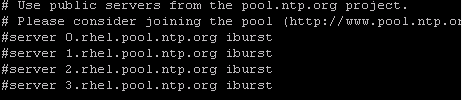 # Use public servers from the pool.ntp.org project.
# Please consider joining the pool (http://www.pool.ntp.or
#server 0.rhel.pool.ntp.org iburst
#server 1.rhel.pool.ntp.org iburst
#server 2.rhel.pool.ntp.org iburst
#server 3.rhel.pool.ntp.org iburst